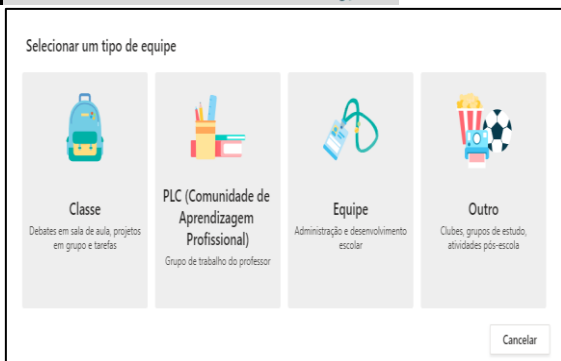 Selecionar um tipo de equipe
Classe
Debates em sala de aula, projetos
em grupo e tarefas
PLC (Comunidade de
Aprendizagem
Profissional)
Grupo de trabalho do professor
Equipe
Administração e desenvolvimento
escolar
Outro
Clubes, grupos de estudo,
atividades pós-escola
Cancelar